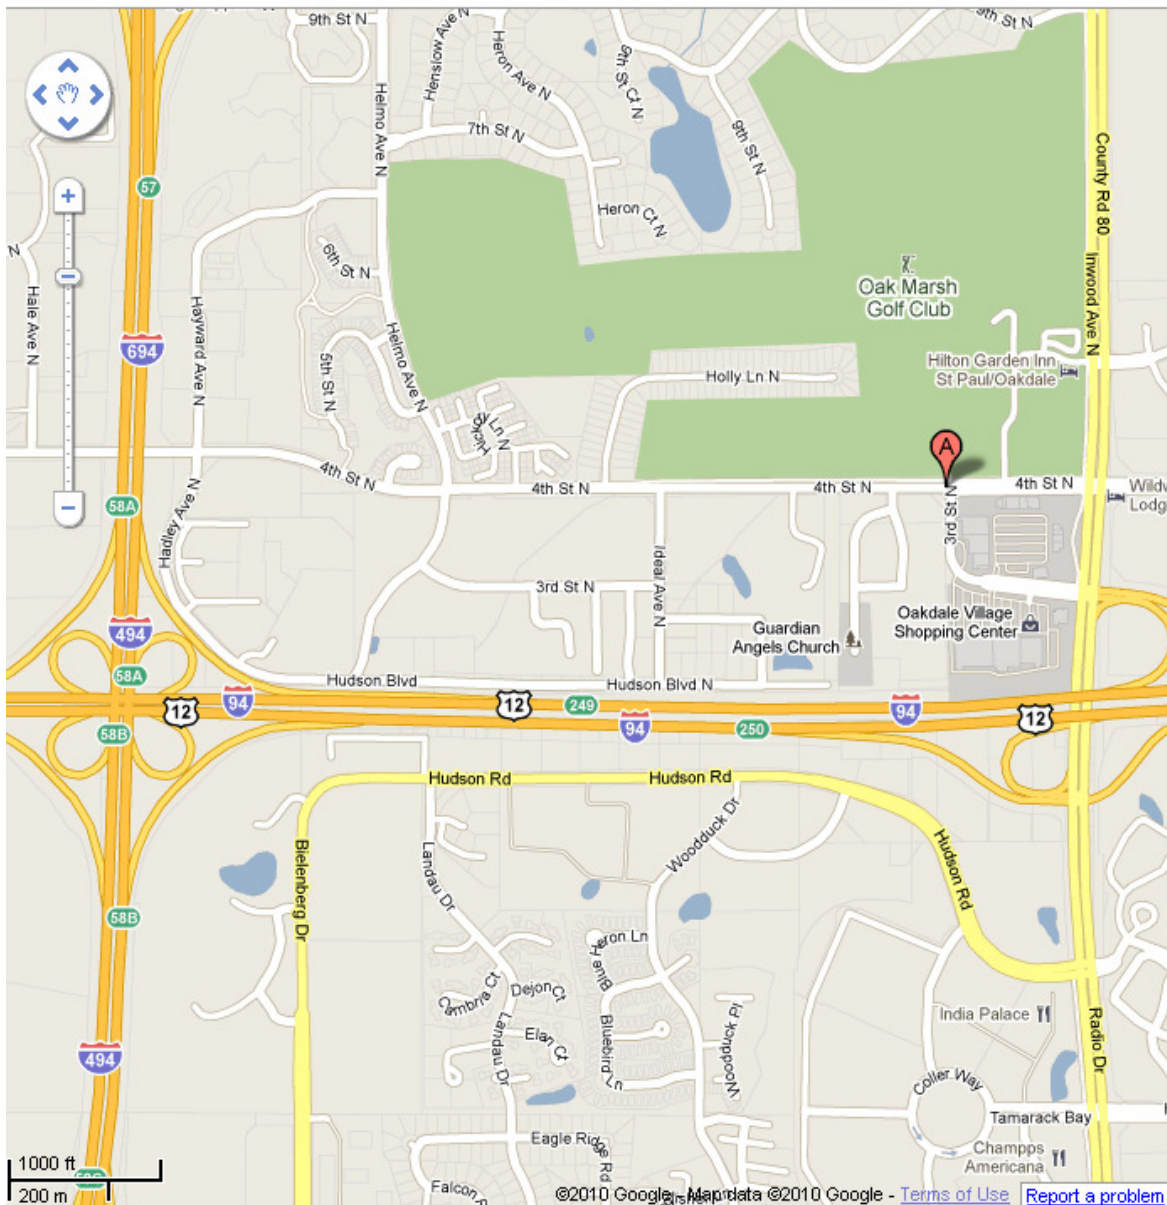 9th St N
9th St N
Henslow Ave N
Heron Ave N
9th St Ct N
Helmo Ave N
7th St N
9th St N
County Rd 80
57
Heron Ct N
N
6th St N
Oak Marsh
Golf Club
Inwood Ave N
Hale Ave N
Hayward Ave N
694
Helmo Ave N
5th St N
Hilton Garden Inn
St Paul/Oakdale
Holly Ln N
Hickory Ln N
A
4th St N
4th St N
4th St N
4th St N
Lodg
58A
Hadley Ave N
3rd St N
Ideal Ave N
3rd St N
494
Oakdale Village
Shopping Center
Guardian
Angels Church
58A
Hudson Blvd
Hudson Blvd N
94
12
12
249
94
12
58B
94
250
Hudson Rd
Hudson Rd
Woodduck Dr
Bielenberg Dr
Landau Dr
Hudson Rd
58B
Blue Heron Ln
Cambria Ct
Dejon Ct
India Palace
Landau Dr
Elan Ct
Bluebird Ln
Woodduck Pl
Radio Dr
494
Coller Way
Tamarack Bay
Eagle Ridge Rd
Champps
Americana
1000 ft
200 m
Falcon
©2010 Google - Map data ©2010 Google - Terms of Use
Report a problem